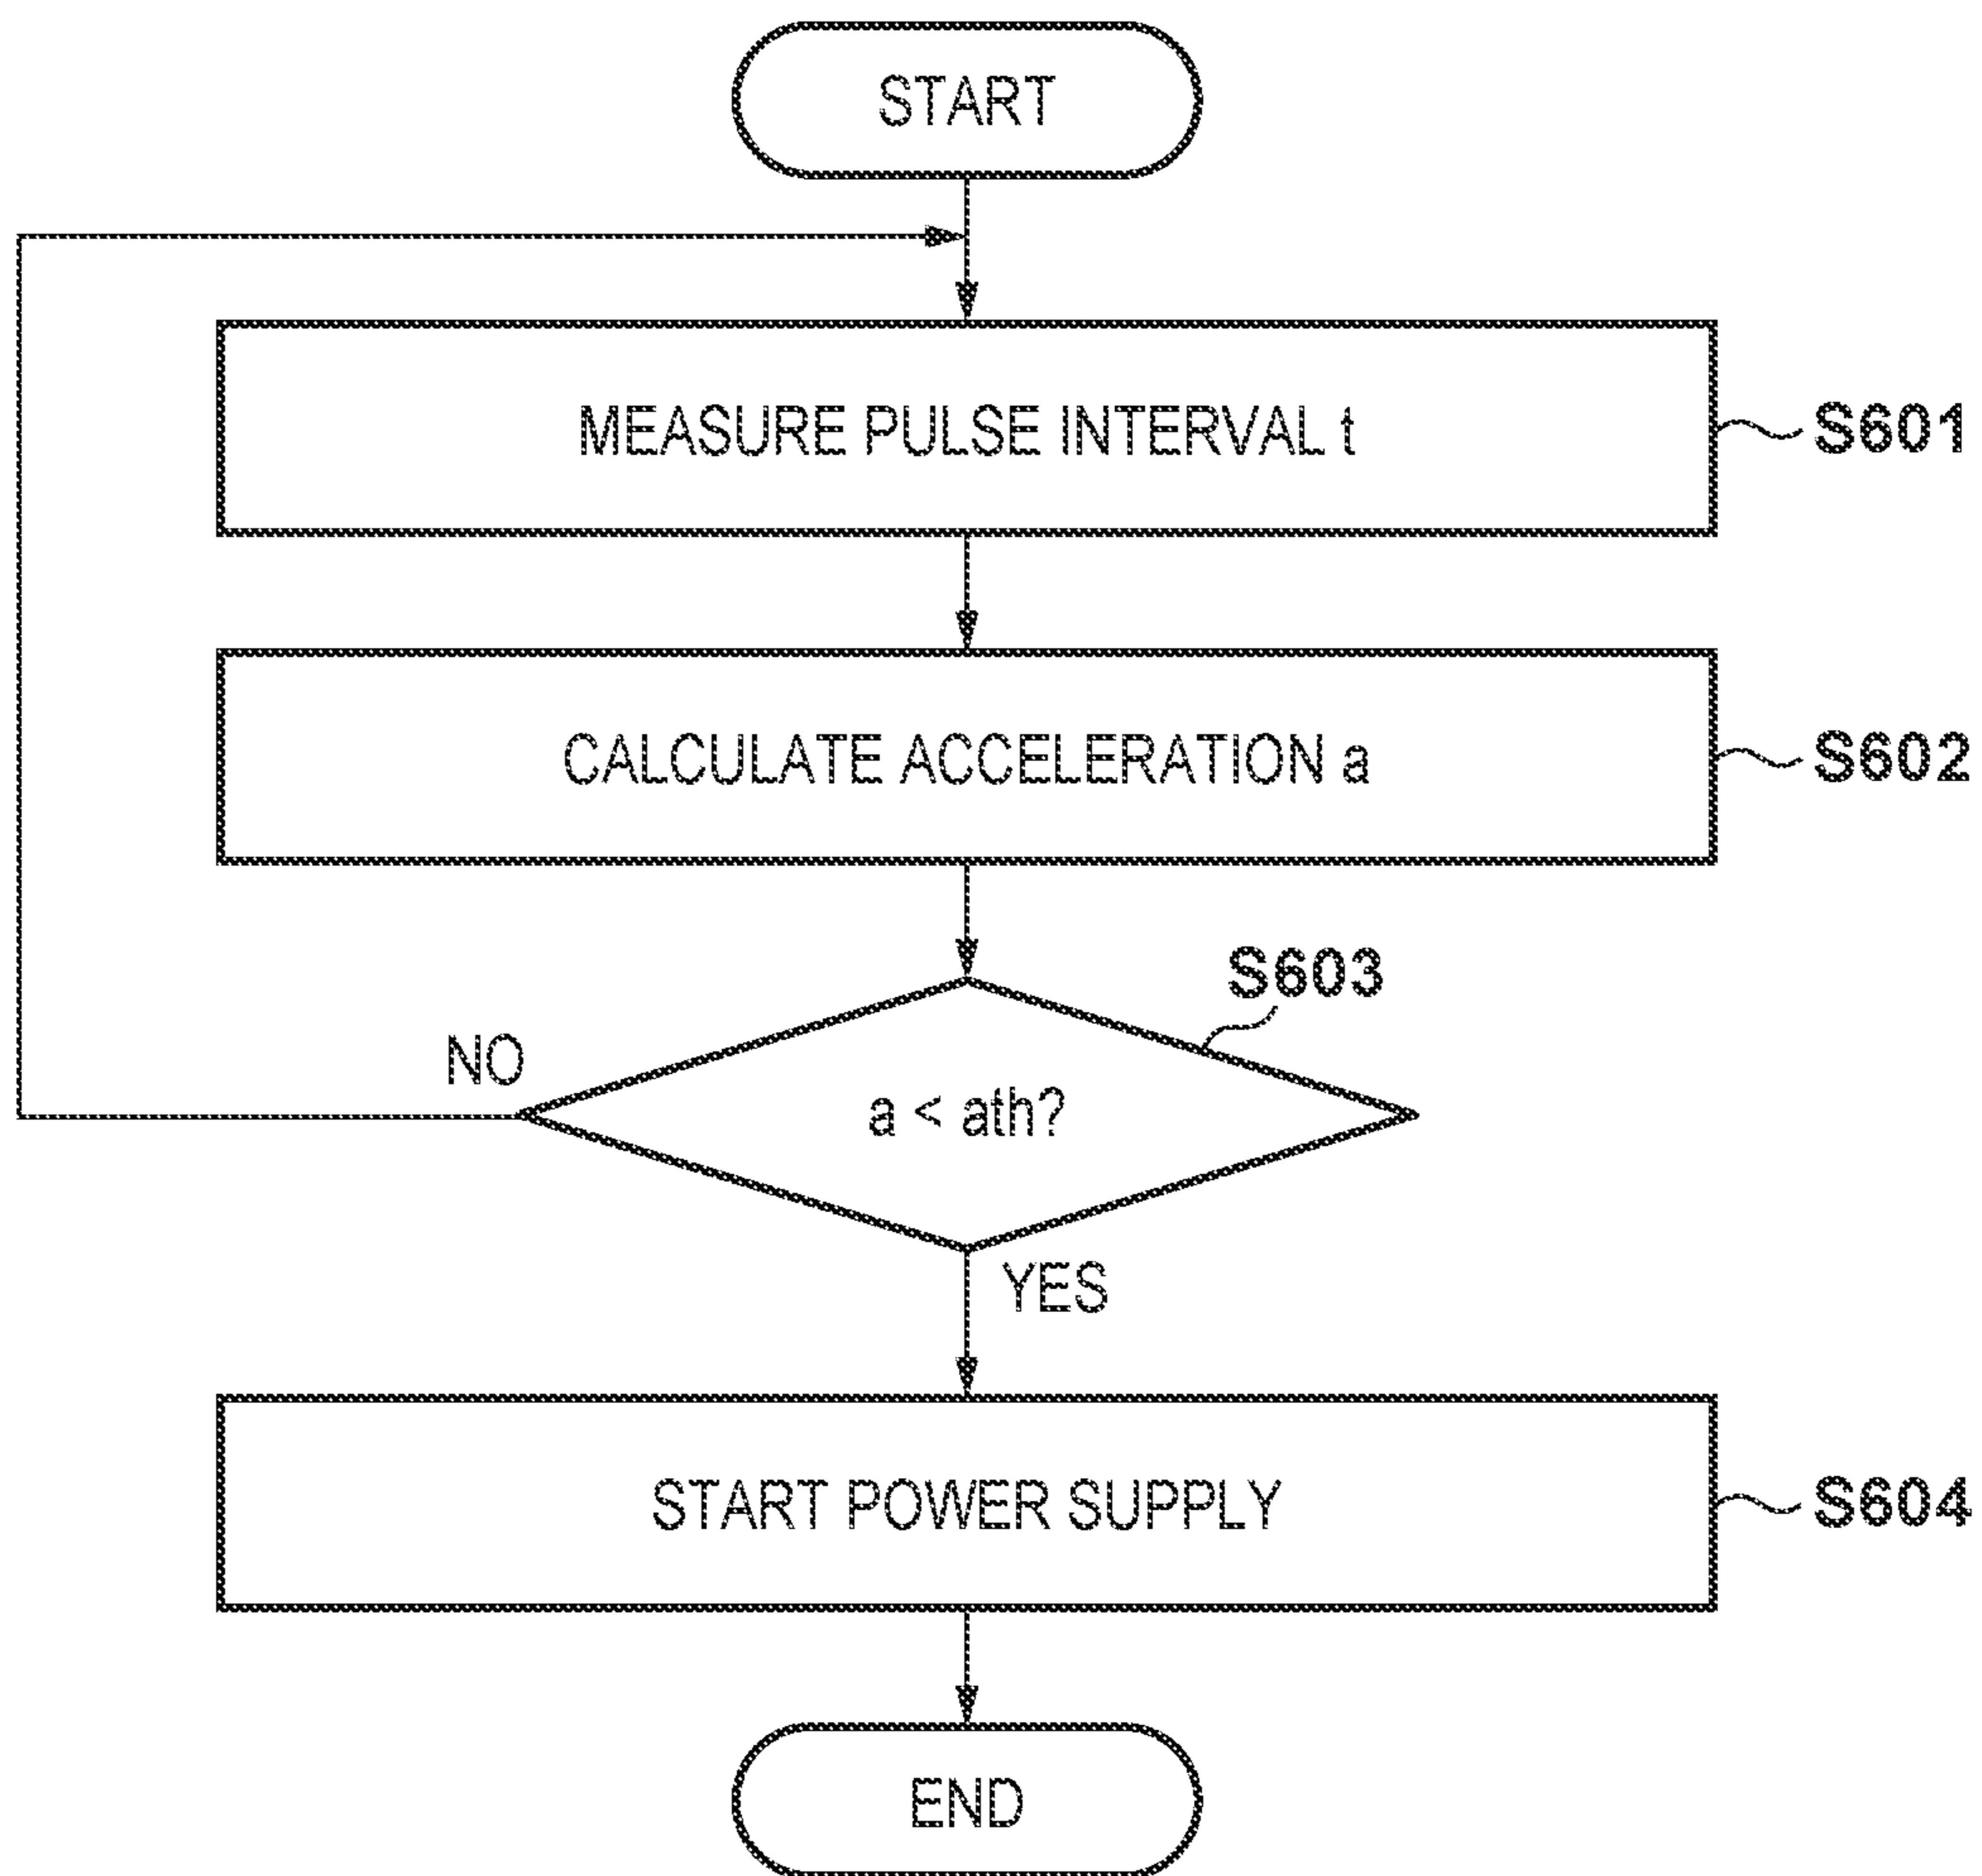 START
MEASURE PULSE INTERVAL t
S601
CALCULATE ACCELERATION a
S602
S603
NO
a < ath?
YES
START POWER SUPPLY
S604
END